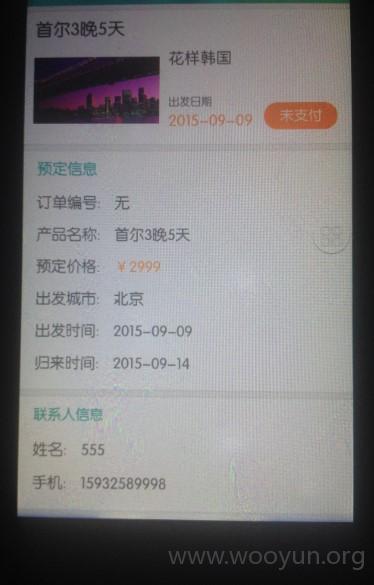 首尔3晚5天
花样韩国
出发日期
2015-09-09
未支付
预定信息
订单编号: 无
产品名称: 首尔3晚5天
预定价格: ￥2999
出发城市: 北京
出发时间: 2015-09-09
归来时间: 2015-09-14
联系人信息
姓名: 555
手机: 15932589998
www.wooyun.org